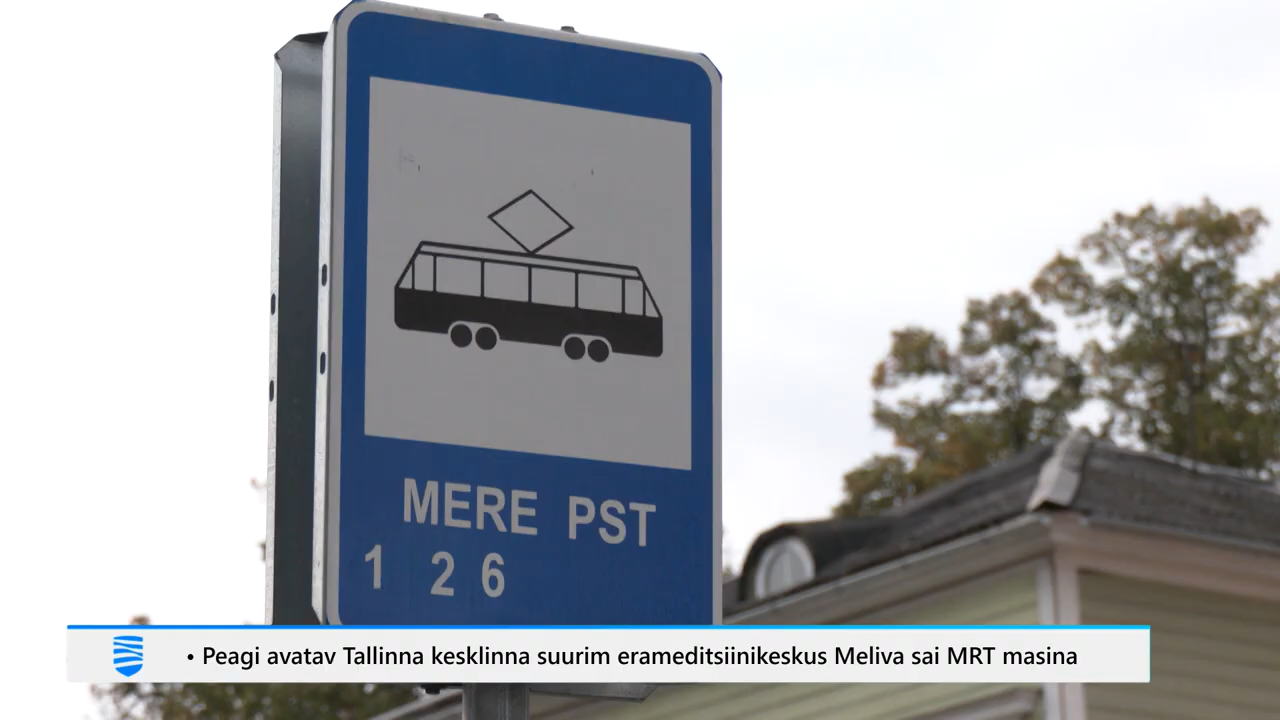 MERE PST
1 2 6
• Peagi avatav Tallinna kesklinna suurim erameditsiinikeskus Meliva sai MRT masina